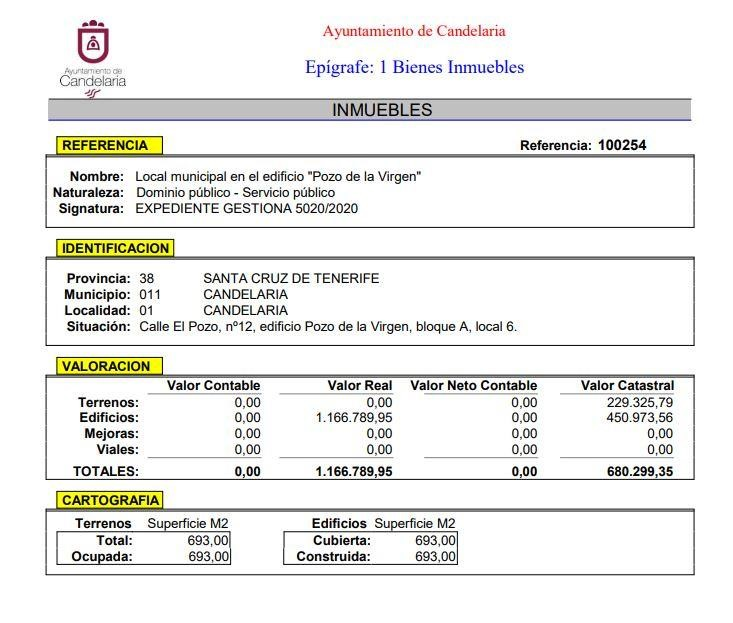 Ayuntamiento de Candelaria
Ayuntamiento de
Candelaria
Epígrafe: 1 Bienes Inmuebles
INMUEBLES
REFERENCIA Referencia: 100254
Nombre: Local municipal en el edificio "Pozo de la Virgen"
Naturaleza: Dominio público - Servicio público
Signatura: EXPEDIENTE GESTIONA 5020/2020
IDENTIFICACION
Provincia: 38 SANTA CRUZ DE TENERIFE
Municipio: 011 CANDELARIA
Localidad: 01 CANDELARIA
Situación: Calle El Pozo, nº12, edificio Pozo de la Virgen, bloque A, local 6.
VALORACION
Valor Contable Valor Real Valor Neto Contable Valor Catastral
Terrenos: 0,00 0,00 0,00 229.325,79
Edificios: 0,00 1.166.789,95 0,00 450.973,56
Mejoras: 0,00 0,00 0,00 0,00
Viales: 0,00 0,00 0,00 0,00
TOTALES: 0,00 1.166.789,95 0,00 680.299,35
CARTOGRAFIA
Terrenos Superficie M2 Edificios Superficie M2
Total: 693,00 Cubierta: 693,00
Ocupada: 693,00 Construida: 693,00